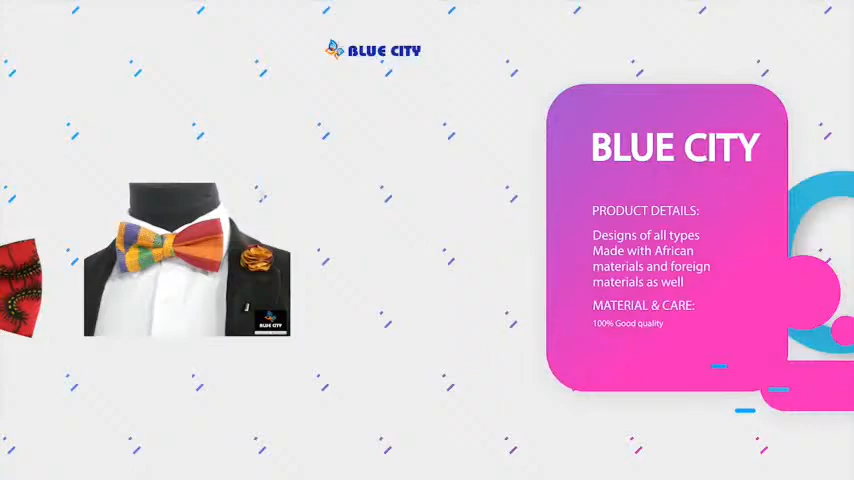 BLUE CITY
BLUE CITY
PRODUCT DETAILS:
Designs of all types
Made with African
materials and foreign
materials as well
MATERIAL & CARE:
100% Good quality
BLUE CITY